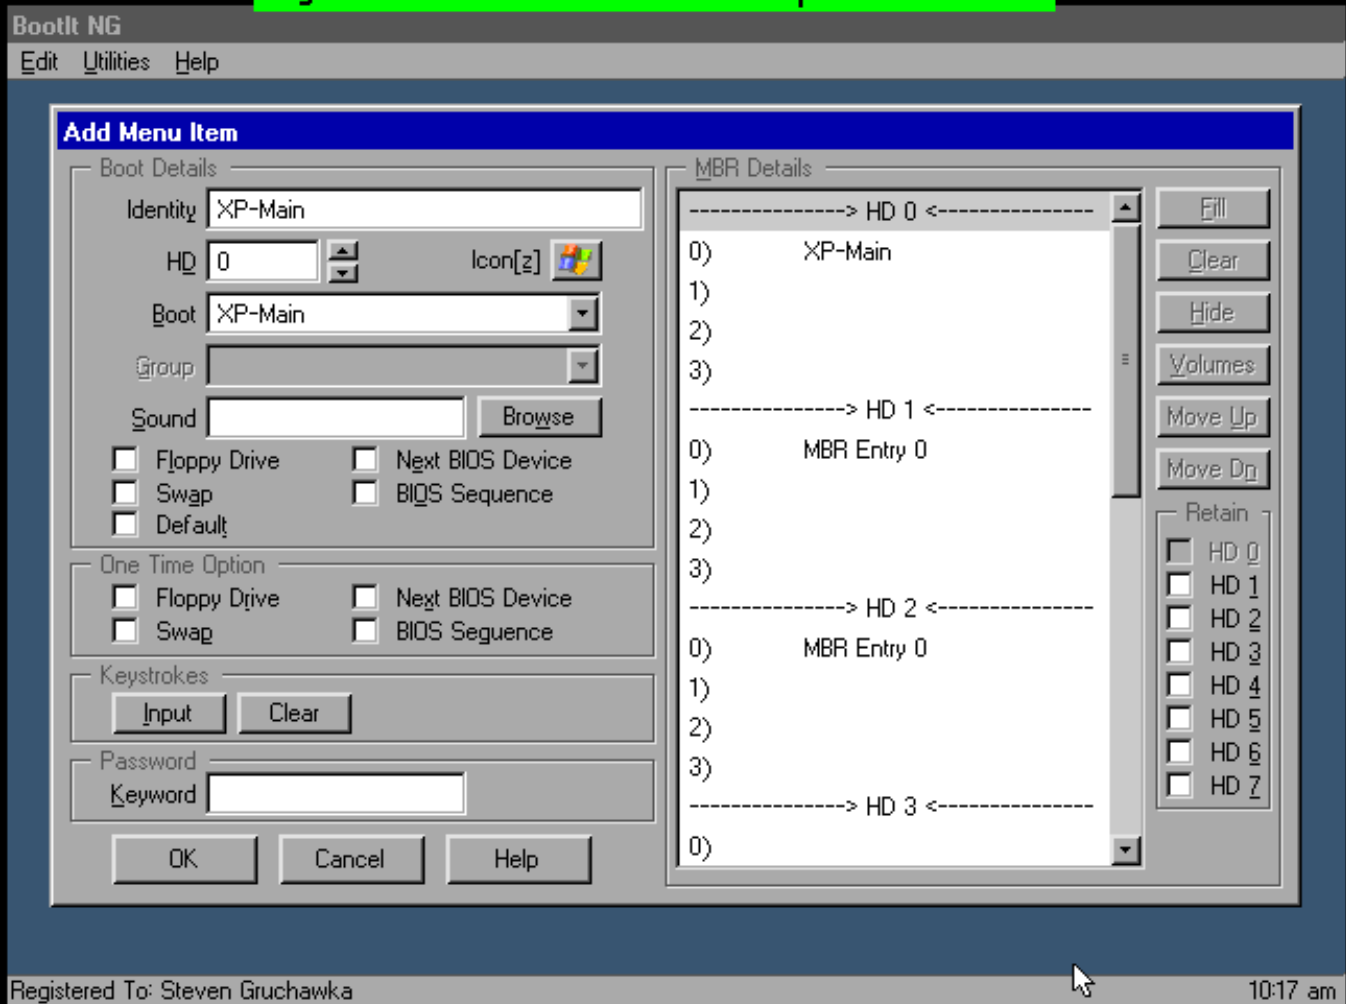 BootIt NG
Edit Utilities Help
Add Menu Item
Boot Details
Identity XP-Main
HD 0 Icon[z]
Boot XP-Main
Group
Sound Browse
Floppy Drive Next BIOS Device
Swap BIOS Sequence
Default
One Time Option
Floppy Drive Next BIOS Device
Swap BIOS Sequence
Keystrokes
Input Clear
Password
Keyword
OK Cancel Help
MBR Details
---------------> HD 0 <---------------
0) XP-Main
1)
2)
3)
---------------> HD 1 <---------------
0) MBR Entry 0
1)
2)
3)
---------------> HD 2 <---------------
0) MBR Entry 0
1)
2)
3)
---------------> HD 3 <---------------
0)
Fill
Clear
Hide
Volumes
Move Up
Move Dn
Retain
HD 0
HD 1
HD 2
HD 3
HD 4
HD 5
HD 6
HD 7
Registered To: Steven Gruchawka 10:17 am